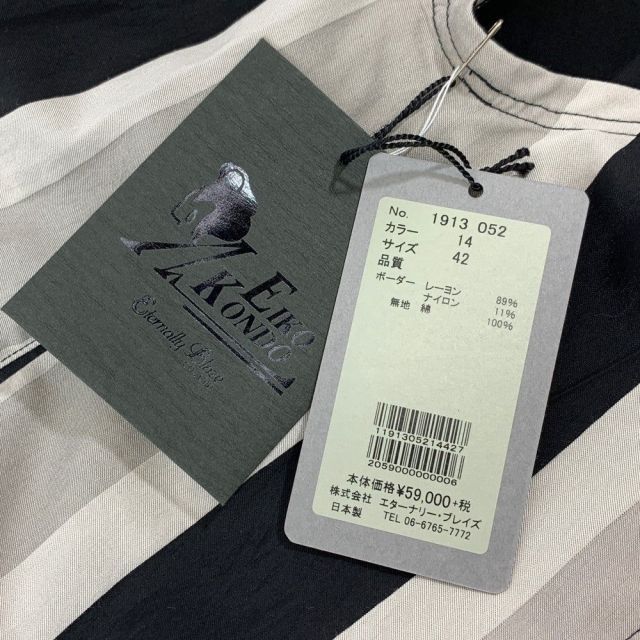 EIKO
KONDO
Eternally
No. 1913 052
カラー 14
サイズ 42
品質
ボーダー レーヨン 89%
ナイロン 11%
無地 綿 100%
1191305214427
2059000000006
本体価格¥59,000+税
株式会社 エターナリー・プレイズ
日本製 TEL 06-6765-7772